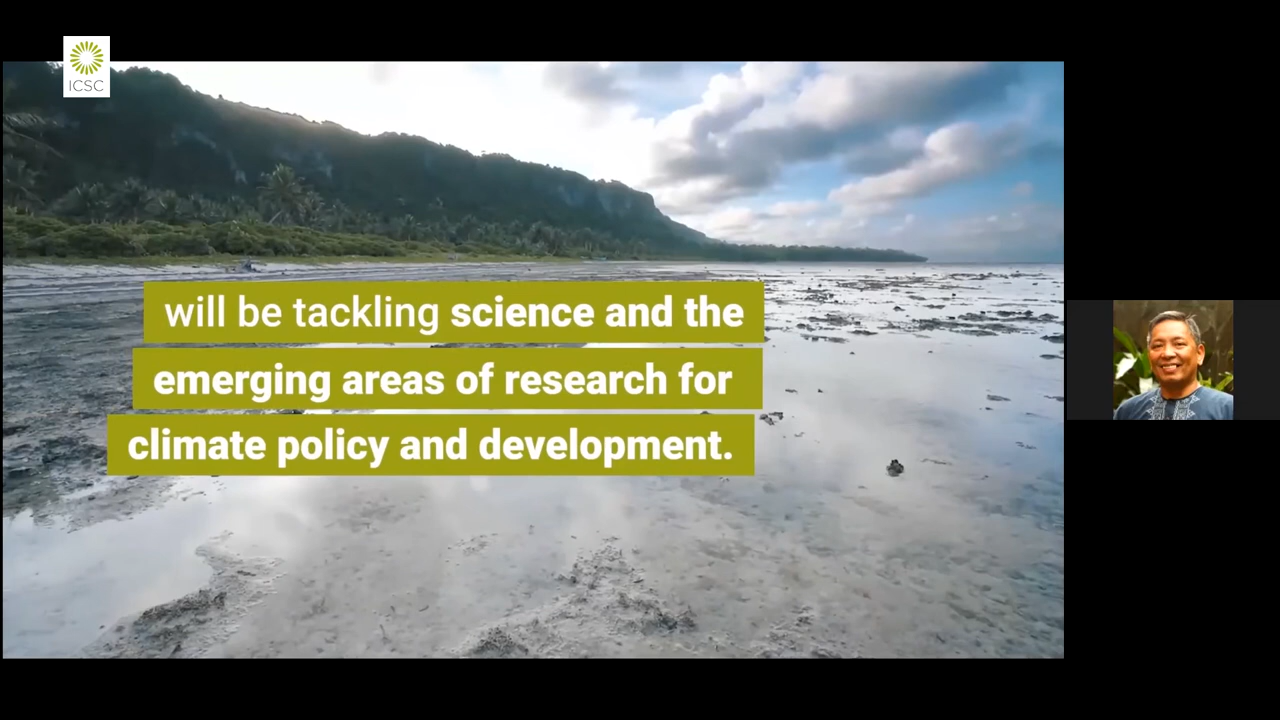 ICSC
will be tackling science and the
emerging areas of research for
climate policy and development.